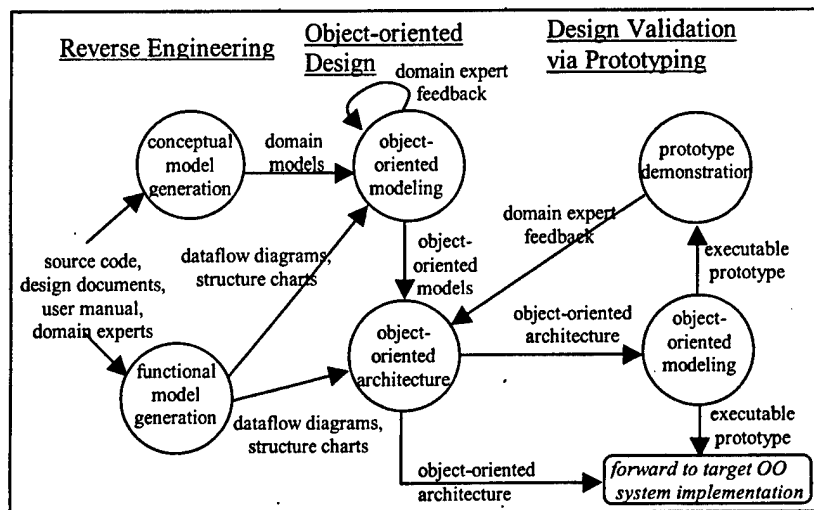 Reverse Engineering
Object-oriented
Design
Design Validation
via Prototyping
domain expert
feedback
conceptual
model
generation
domain
models
object-
oriented
modeling
prototype
demonstration
domain expert
feedback
source code,
design documents,
user manual,
domain experts
dataflow diagrams,
structure charts
object-
oriented
models
executable
prototype
functional
model
generation
object-
oriented
architecture
object-oriented
architecture
object-
oriented
modeling
dataflow diagrams,
structure charts
executable
prototype
object-oriented
architecture
forward to target OO
system implementation